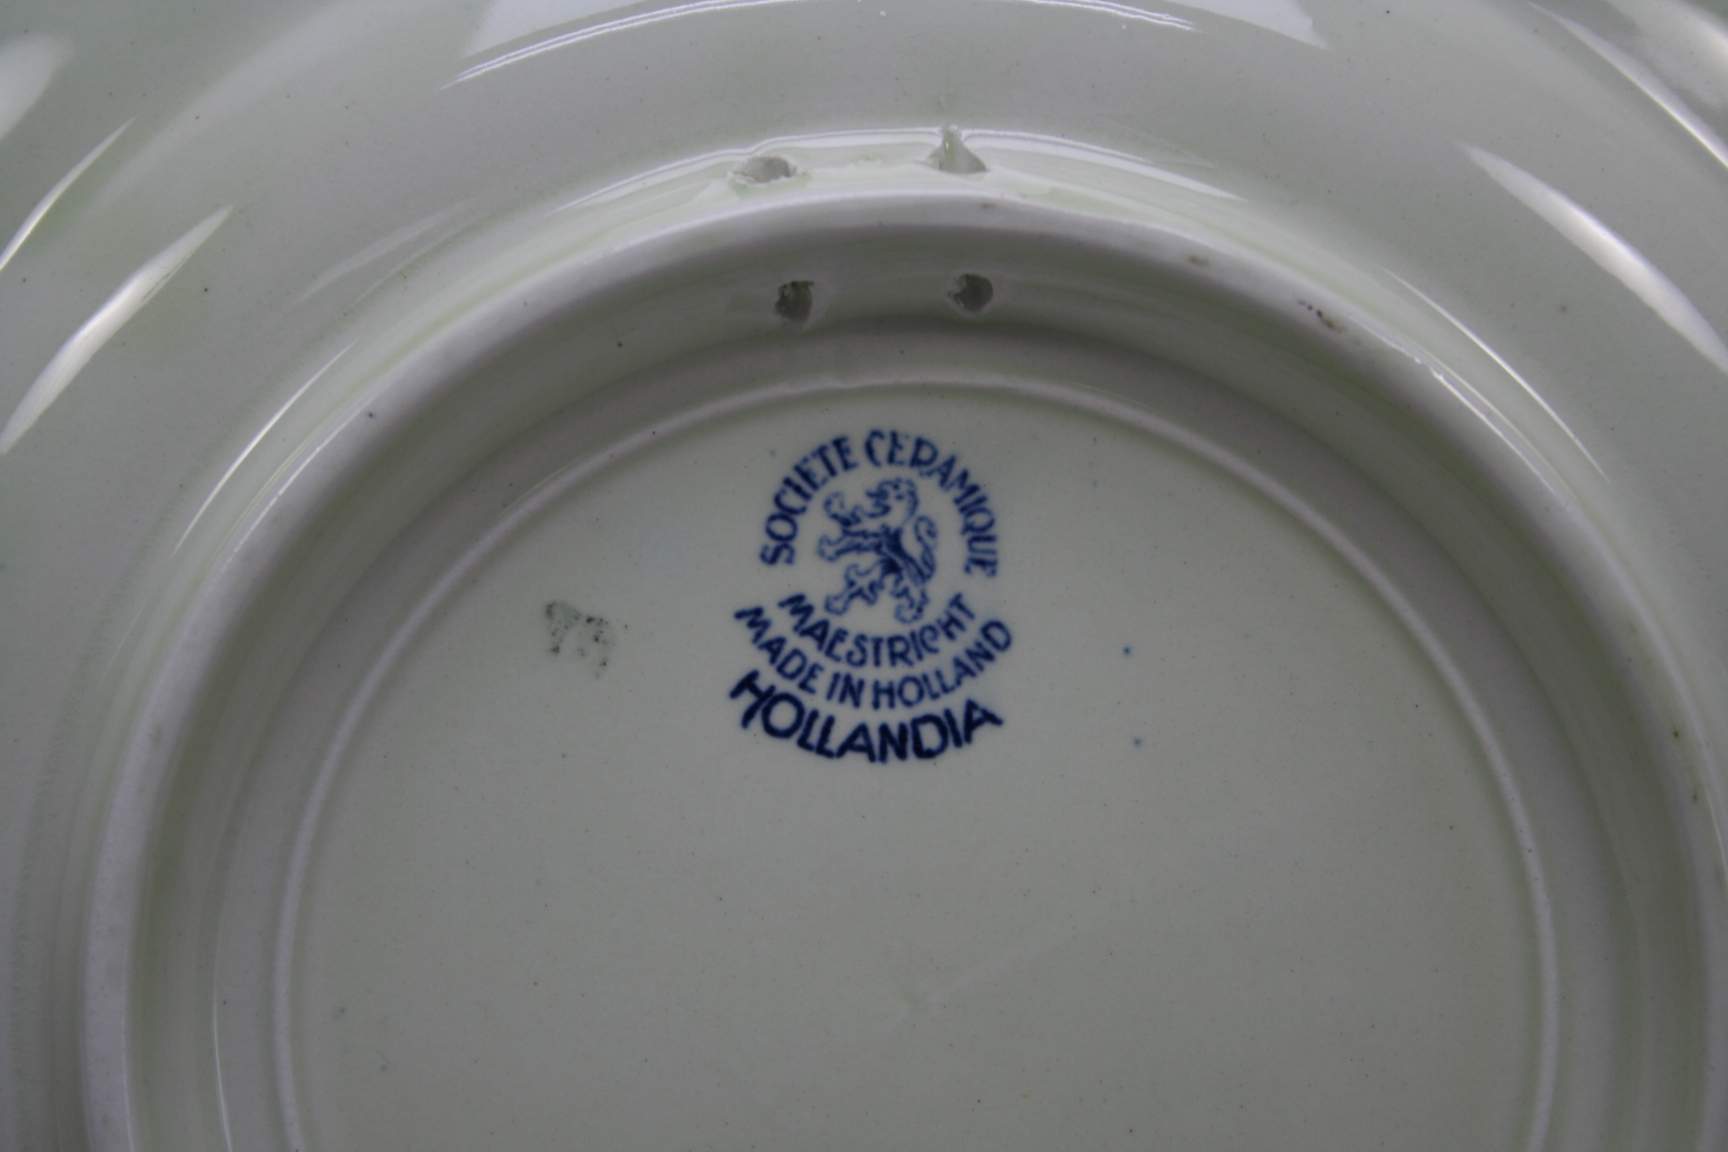 SOCIETE CERAMIQUE
MAESTRICHT
MADE IN HOLLAND
HOLLANDIA